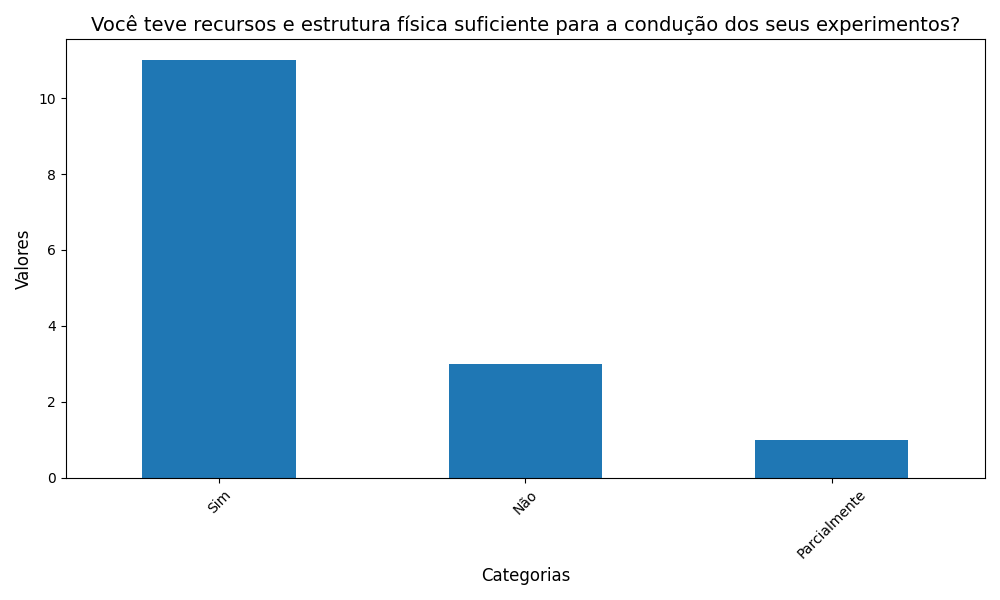 Você teve recursos e estrutura física suficiente para a condução dos seus experimentos?
Valores
10
8
6
4
2
0
Sim
Não
Parcialmente
Categorias